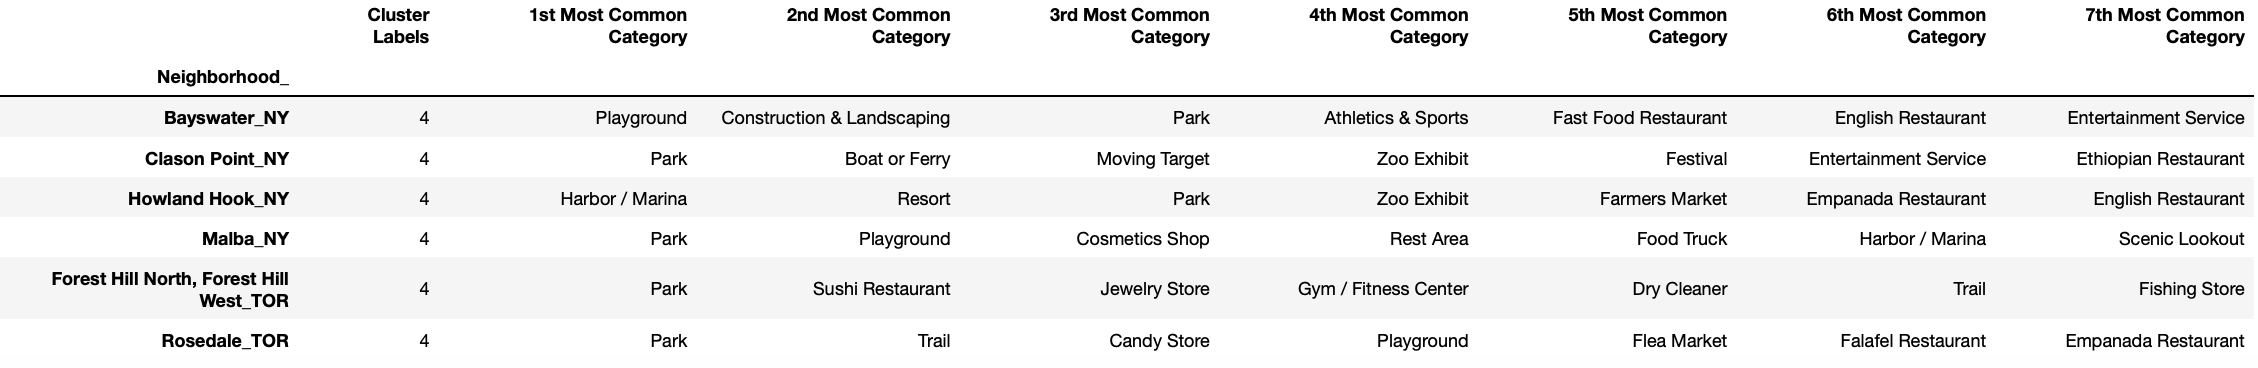 Cluster Labels 1st Most Common Category 2nd Most Common Category 3rd Most Common Category 4th Most Common Category 5th Most Common Category 6th Most Common Category 7th Most Common Category
Neighborhood_
Bayswater_NY 4 Playground Construction & Landscaping Park Athletics & Sports Fast Food Restaurant English Restaurant Entertainment Service
Clason Point_NY 4 Park Boat or Ferry Moving Target Zoo Exhibit Festival Entertainment Service Ethiopian Restaurant
Howland Hook_NY 4 Harbor / Marina Resort Park Zoo Exhibit Farmers Market Empanada Restaurant English Restaurant
Malba_NY 4 Park Playground Cosmetics Shop Rest Area Food Truck Harbor / Marina Scenic Lookout
Forest Hill North, Forest Hill West_TOR 4 Park Sushi Restaurant Jewelry Store Gym / Fitness Center Dry Cleaner Trail Fishing Store
Rosedale_TOR 4 Park Trail Candy Store Playground Flea Market Falafel Restaurant Empanada Restaurant